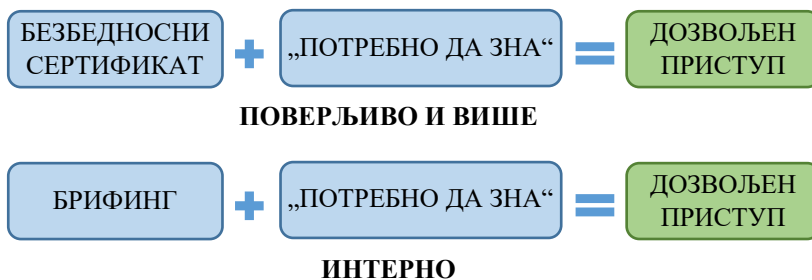 БЕЗБЕДНОСНИ
СЕРТИФИКАТ
„ПОТРЕБНО ДА ЗНА“
ДОЗВОЉЕН
ПРИСТУП
ПОВЕРЉИВО И ВИШЕ
БРИФИНГ
„ПОТРЕБНО ДА ЗНА“
ДОЗВОЉЕН
ПРИСТУП
ИНТЕРНО